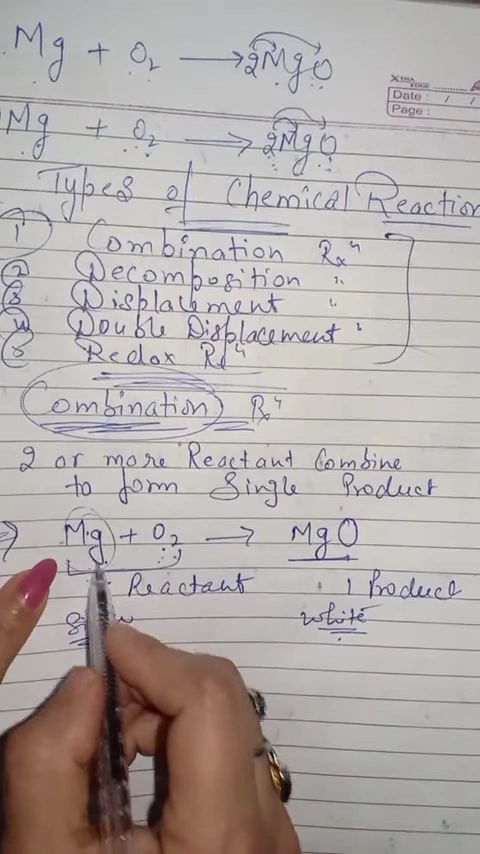 Mg + O₂ → 2MgO
XTRA
Date : / /
Page :
Mg + O₂ → 2MgO
Types of Chemical Reaction
1 Combination Rxⁿ
2 Decomposition "
3 Displacement "
4 Double Displacement "
5 Redox Rxⁿ
Combination Rxⁿ
2 or more Reactant Combine
to form Single Product
⇒ Mg + O₂ → MgO
Reactant 1 Product
White